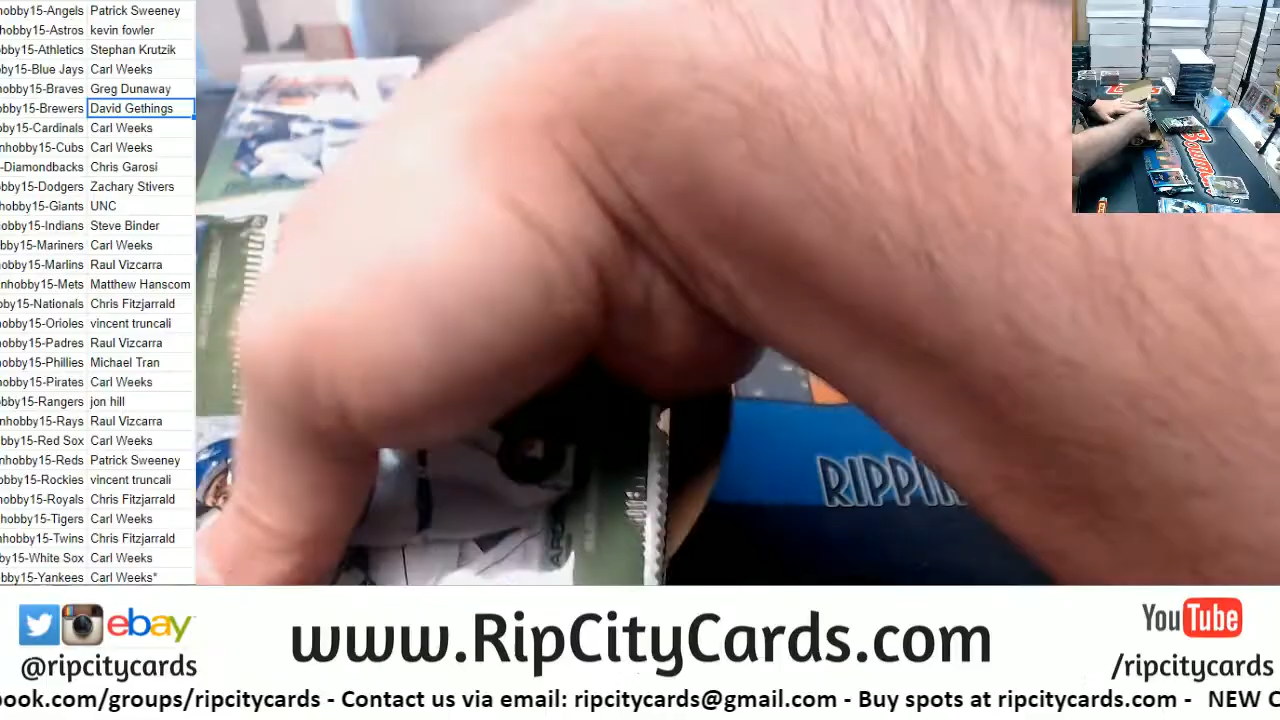 hobby15-Angels Patrick Sweeney
hobby15-Astros kevin fowler
bby15-Athletics Stephan Krutzik
bby15-Blue Jays Carl Weeks
hobby15-Braves Greg Dunaway
obby15-Brewers David Gethings
bby15-Cardinals Carl Weeks
nhobby15-Cubs Carl Weeks
-Diamondbacks Chris Garosi
obby15-Dodgers Zachary Stivers
hobby15-Giants UNC
obby15-Indians Steve Binder
bby15-Mariners Carl Weeks
hobby15-Marlins Raul Vizcarra
nhobby15-Mets Matthew Hanscom
by15-Nationals Chris Fitzjarrald
hobby15-Orioles vincent truncali
obby15-Padres Raul Vizcarra
obby15-Phillies Michael Tran
hobby15-Pirates Carl Weeks
obby15-Rangers jon hill
nhobby15-Rays Raul Vizcarra
bby15-Red Sox Carl Weeks
nhobby15-Reds Patrick Sweeney
bby15-Rockies vincent truncali
obby15-Royals Chris Fitzjarrald
hobby15-Tigers Carl Weeks
nhobby15-Twins Chris Fitzjarrald
by15-White Sox Carl Weeks
bby15-Yankees Carl Weeks*
Bowman
RIPPIN
ebay
www.RipCityCards.com
YouTube
@ripcitycards
/ripcitycards
book.com/groups/ripcitycards - Contact us via email: ripcitycards@gmail.com - Buy spots at ripcitycards.com - NEW C